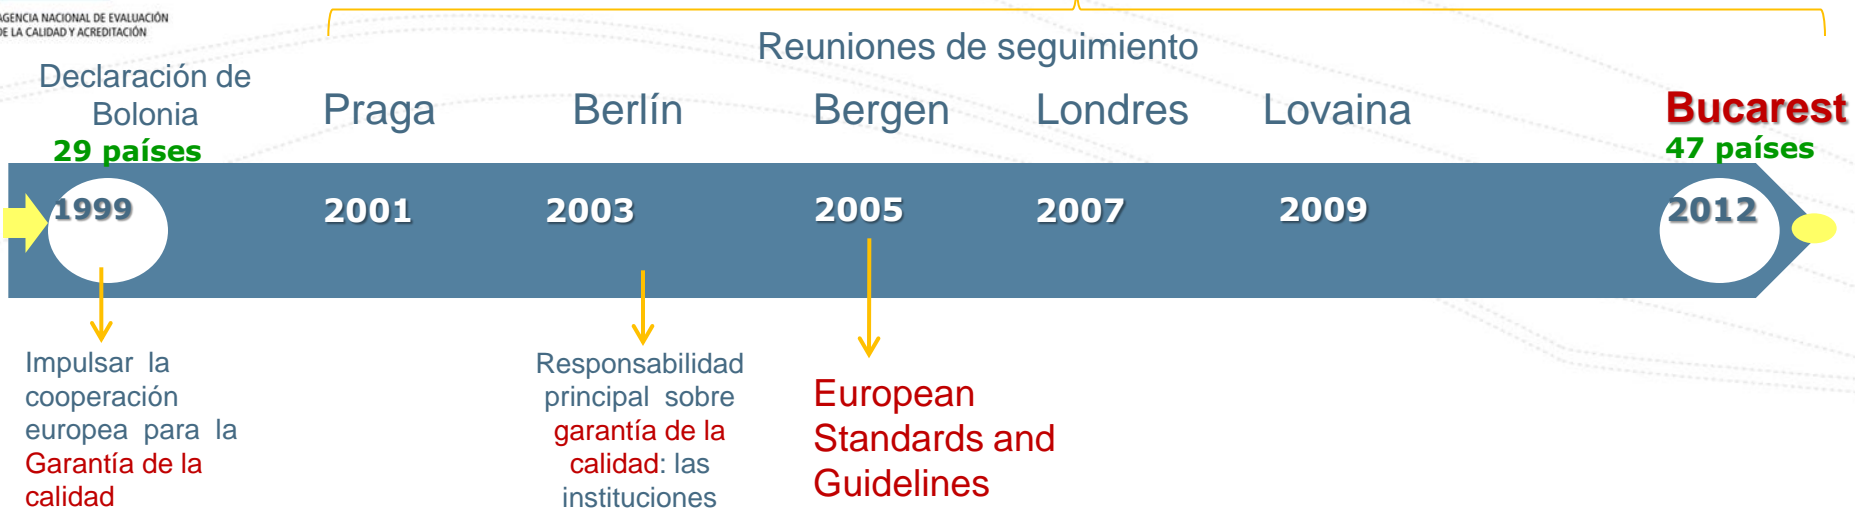 AGENCIA NACIONAL DE EVALUACIÓN
DE LA CALIDAD Y ACREDITACIÓN
Reuniones de seguimiento
Declaración de
Bolonia
29 países
Praga
Berlín
Bergen
Londres
Lovaina
Bucarest
47 países
1999
2001
2003
2005
2007
2009
2012
Impulsar la
cooperación
europea para la
Garantía de la
calidad
Responsabilidad
principal sobre
garantía de la
calidad: las
instituciones
European
Standards and
Guidelines